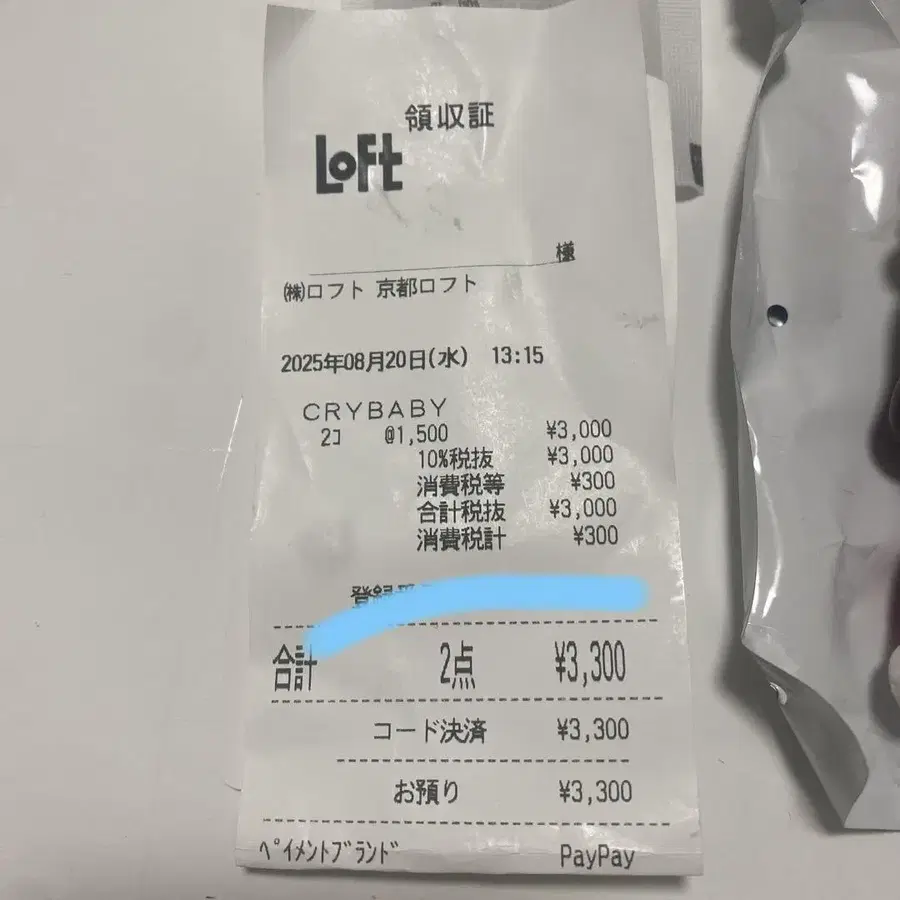 領収証
LOFt
様
㈱ロフト 京都ロフト
2025年08月20日(水) 13:15
CRYBABY ¥3,000
2コ @1,500
10%税抜 ¥3,000
消費税等 ¥300
合計税抜 ¥3,000
消費税計 ¥300
登録
合計 2点 ¥3,300
コード決済 ¥3,300
お預り ¥3,300
ペイメントブランド PayPay